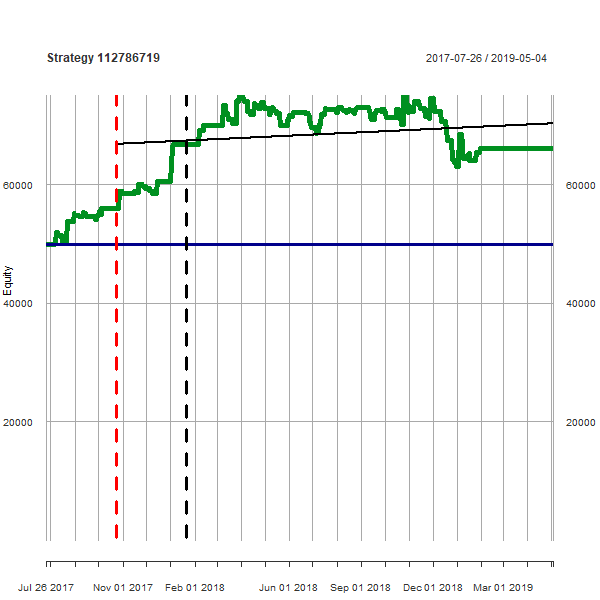 Strategy 112786719
2017-07-26 / 2019-05-04
60000
60000
Equity
40000
40000
20000
20000
Jul 26 2017
Nov 01 2017
Feb 01 2018
Jun 01 2018
Sep 01 2018
Dec 01 2018
Mar 01 2019